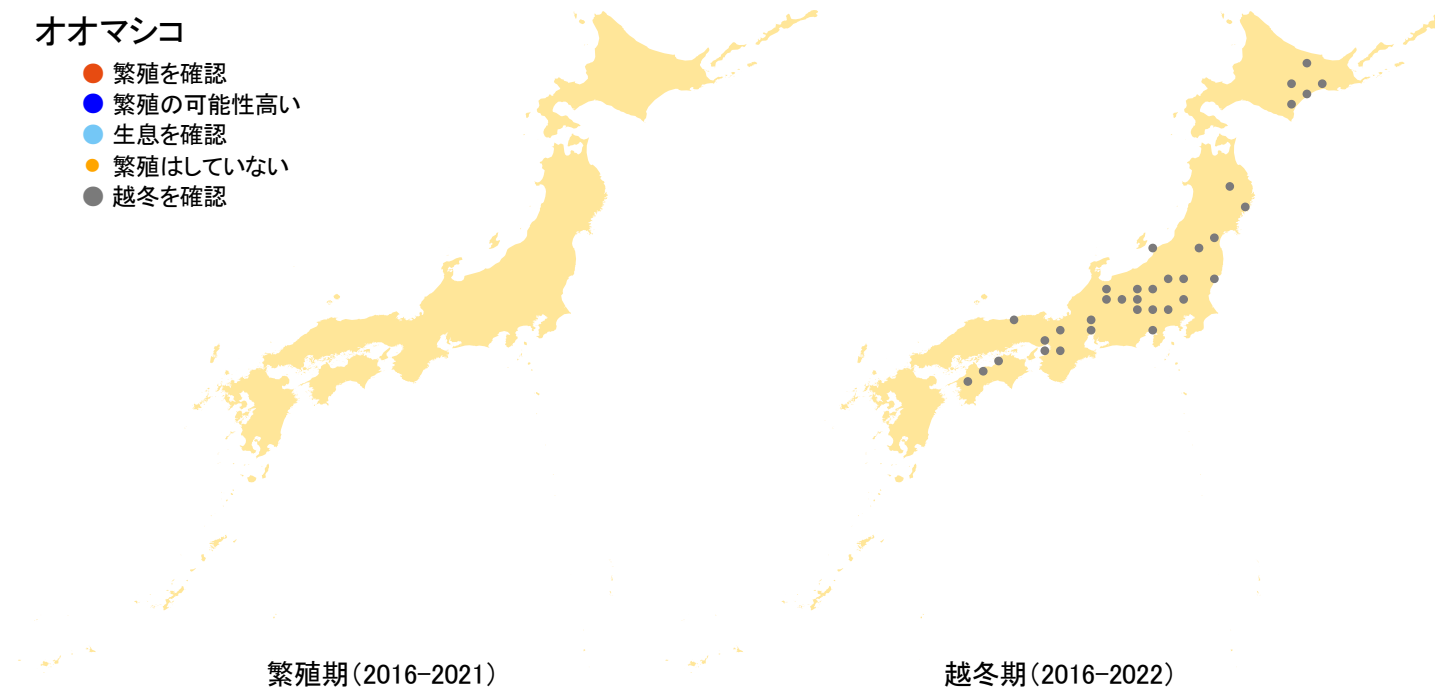 オオマシコ
繁殖を確認
繁殖の可能性高い
生息を確認
繁殖はしていない
越冬を確認
繁殖期(2016-2021)
越冬期(2016-2022)